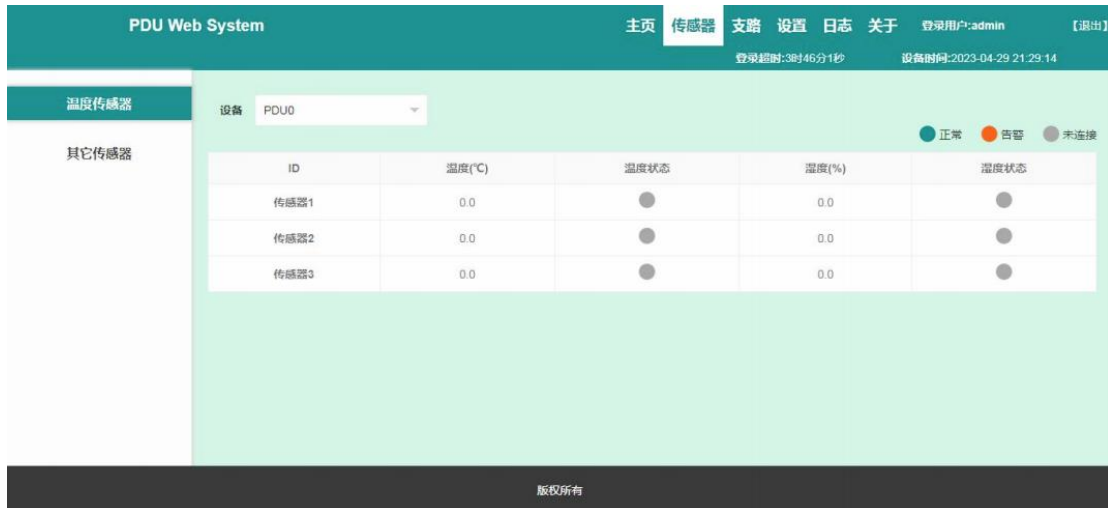 PDU Web System 主页 传感器 支路 设置 日志 关于 登录用户:admin 【退出】
登录超时:3时46分1秒 设备时间:2023-04-29 21:29:14
温度传感器
其它传感器
设备 PDU0
正常 告警 未连接
ID 温度(℃) 温度状态 湿度(%) 湿度状态
传感器1 0.0 0.0
传感器2 0.0 0.0
传感器3 0.0 0.0
版权所有